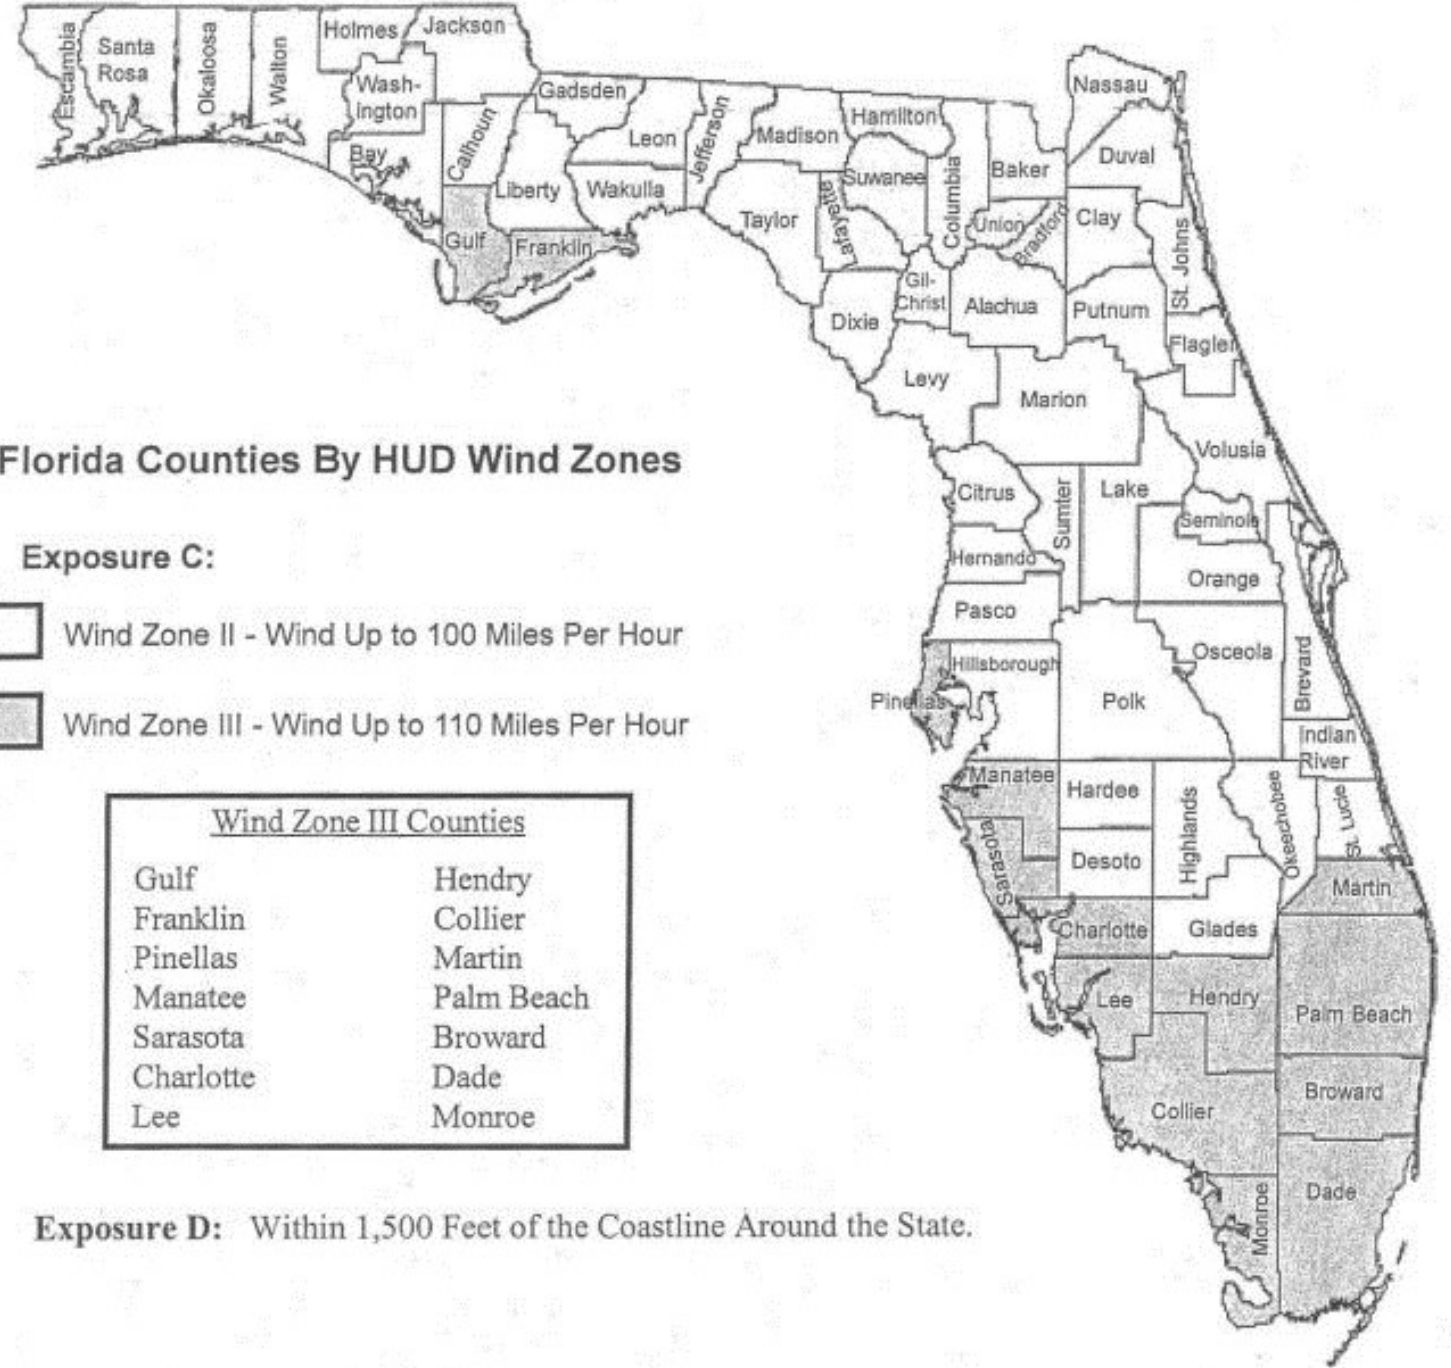 Escambia
Santa
Rosa
Okaloosa
Walton
Holmes
Jackson
Wash-
ington
Bay
Calhoun
Gulf
Gadsden
Liberty
Franklin
Leon
Wakulla
Jefferson
Madison
Taylor
Hamilton
Suwanee
Lafayette
Dixie
Columbia
Gil-
Christ
Baker
Union
Bradford
Alachua
Nassau
Duval
Clay
St. Johns
Putnum
Flagler
Levy
Marion
Volusia
Citrus
Sumter
Lake
Seminole
Hernando
Orange
Pasco
Hillsborough
Pinellas
Polk
Osceola
Brevard
Indian
River
Manatee
Hardee
Highlands
Okeechobee
St. Lucie
Sarasota
Desoto
Martin
Charlotte
Glades
Lee
Hendry
Palm Beach
Collier
Broward
Monroe
Dade
Florida Counties By HUD Wind Zones
Exposure C:
Wind Zone II - Wind Up to 100 Miles Per Hour
Wind Zone III - Wind Up to 110 Miles Per Hour
Wind Zone III Counties
Gulf Hendry
Franklin Collier
Pinellas Martin
Manatee Palm Beach
Sarasota Broward
Charlotte Dade
Lee Monroe
Exposure D: Within 1,500 Feet of the Coastline Around the State.